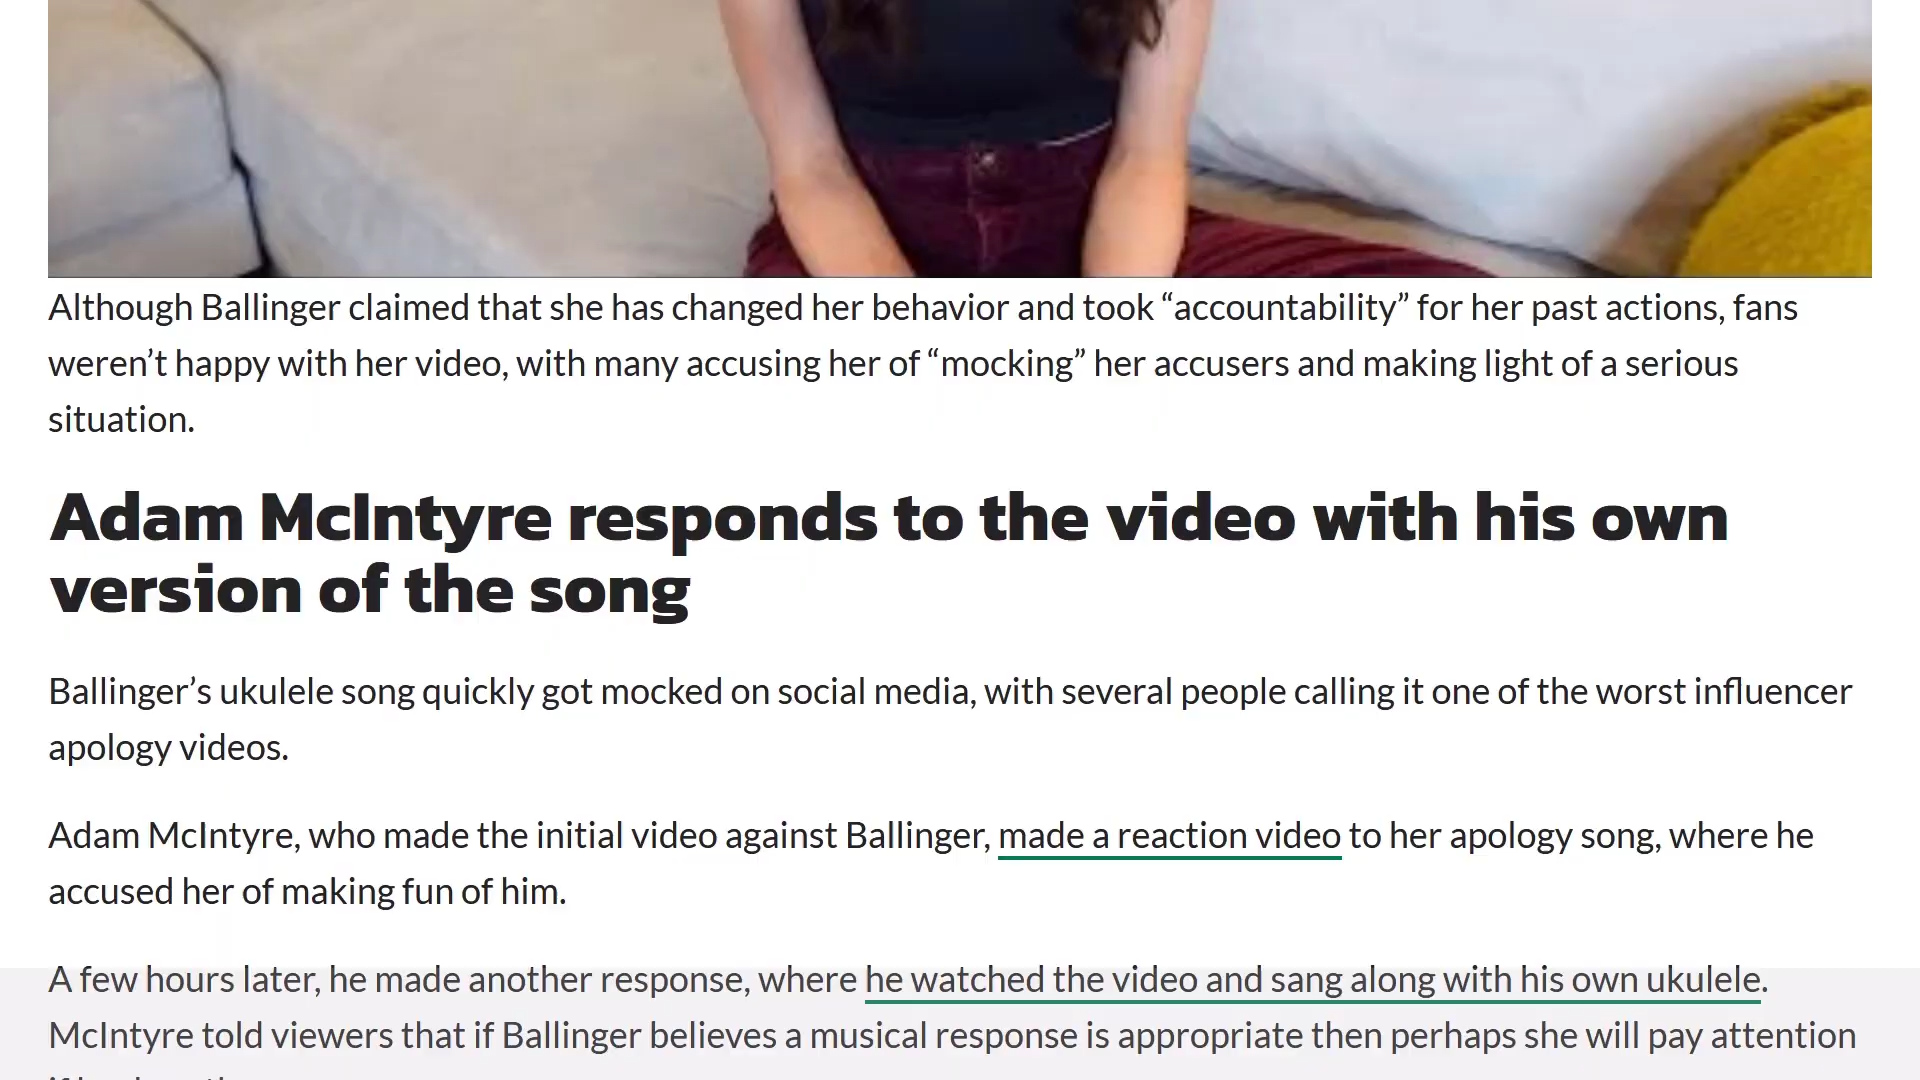 Although Ballinger claimed that she has changed her behavior and took “accountability” for her past actions, fans
weren’t happy with her video, with many accusing her of “mocking” her accusers and making light of a serious
situation.
Adam McIntyre responds to the video with his own
version of the song
Ballinger’s ukulele song quickly got mocked on social media, with several people calling it one of the worst influencer
apology videos.
Adam McIntyre, who made the initial video against Ballinger, made a reaction video to her apology song, where he
accused her of making fun of him.
A few hours later, he made another response, where he watched the video and sang along with his own ukulele.
McIntyre told viewers that if Ballinger believes a musical response is appropriate then perhaps she will pay attention